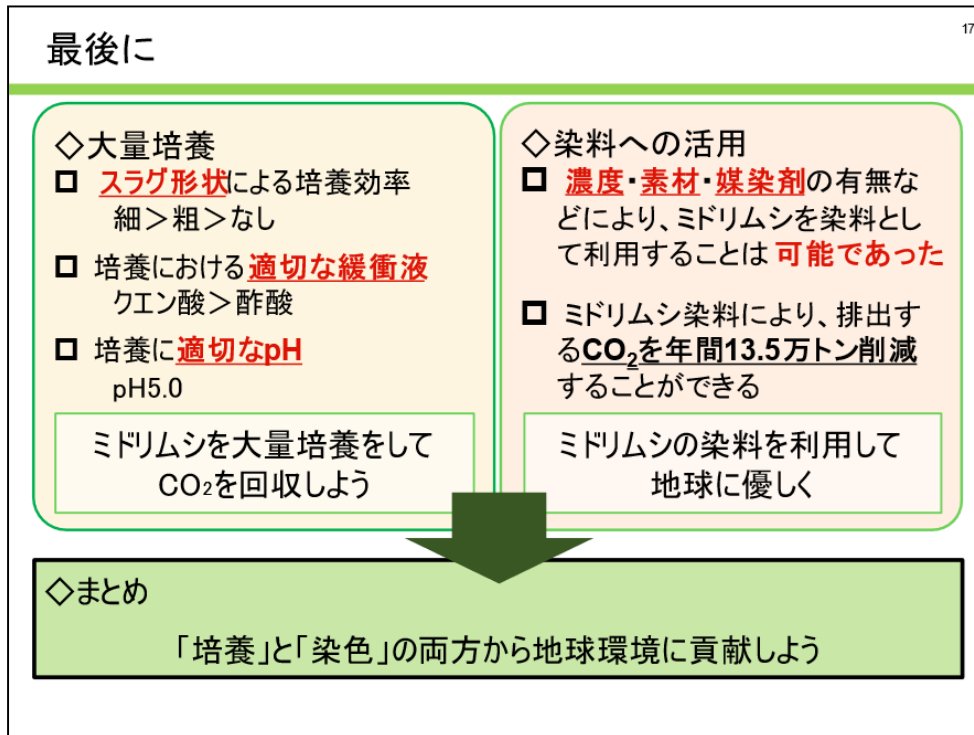 17
最後に
◇大量培養
スラグ形状による培養効率
細＞粗＞なし
培養における適切な緩衝液
クエン酸＞酢酸
培養に適切なpH
pH5.0
ミドリムシを大量培養をして
CO₂を回収しよう
◇染料への活用
濃度・素材・媒染剤の有無な
どにより、ミドリムシを染料とし
て利用することは 可能であった
ミドリムシ染料により、排出す
るCO₂を年間13.5万トン削減
することができる
ミドリムシの染料を利用して
地球に優しく
◇まとめ
「培養」と「染色」の両方から地球環境に貢献しよう